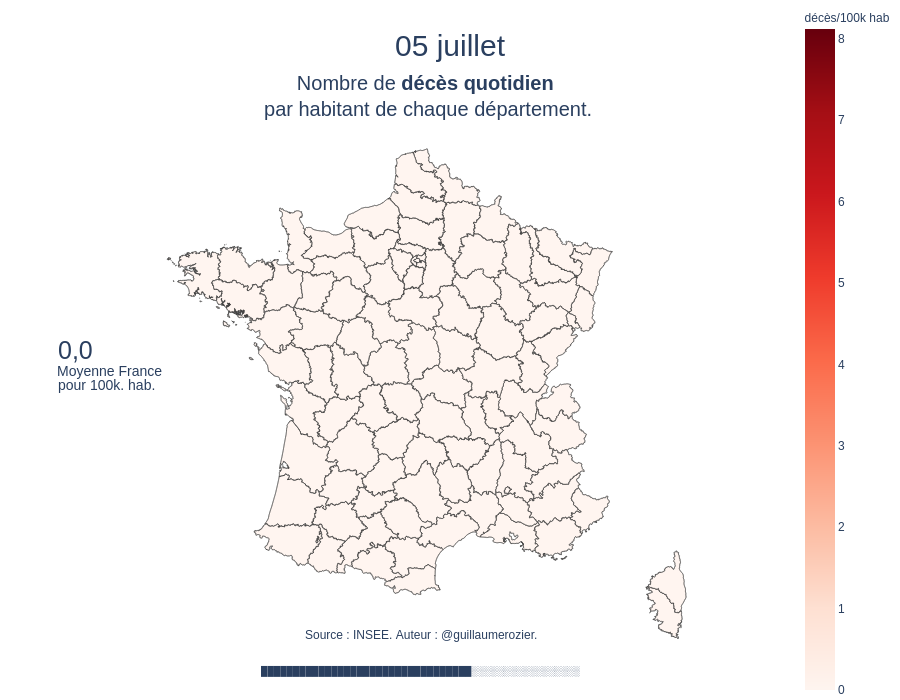 décès/100k hab
05 juillet
Nombre de décès quotidien
par habitant de chaque département.
8
7
6
5
4
3
2
1
0
0,0
Moyenne France
pour 100k. hab.
Source : INSEE. Auteur : @guillaumerozier.